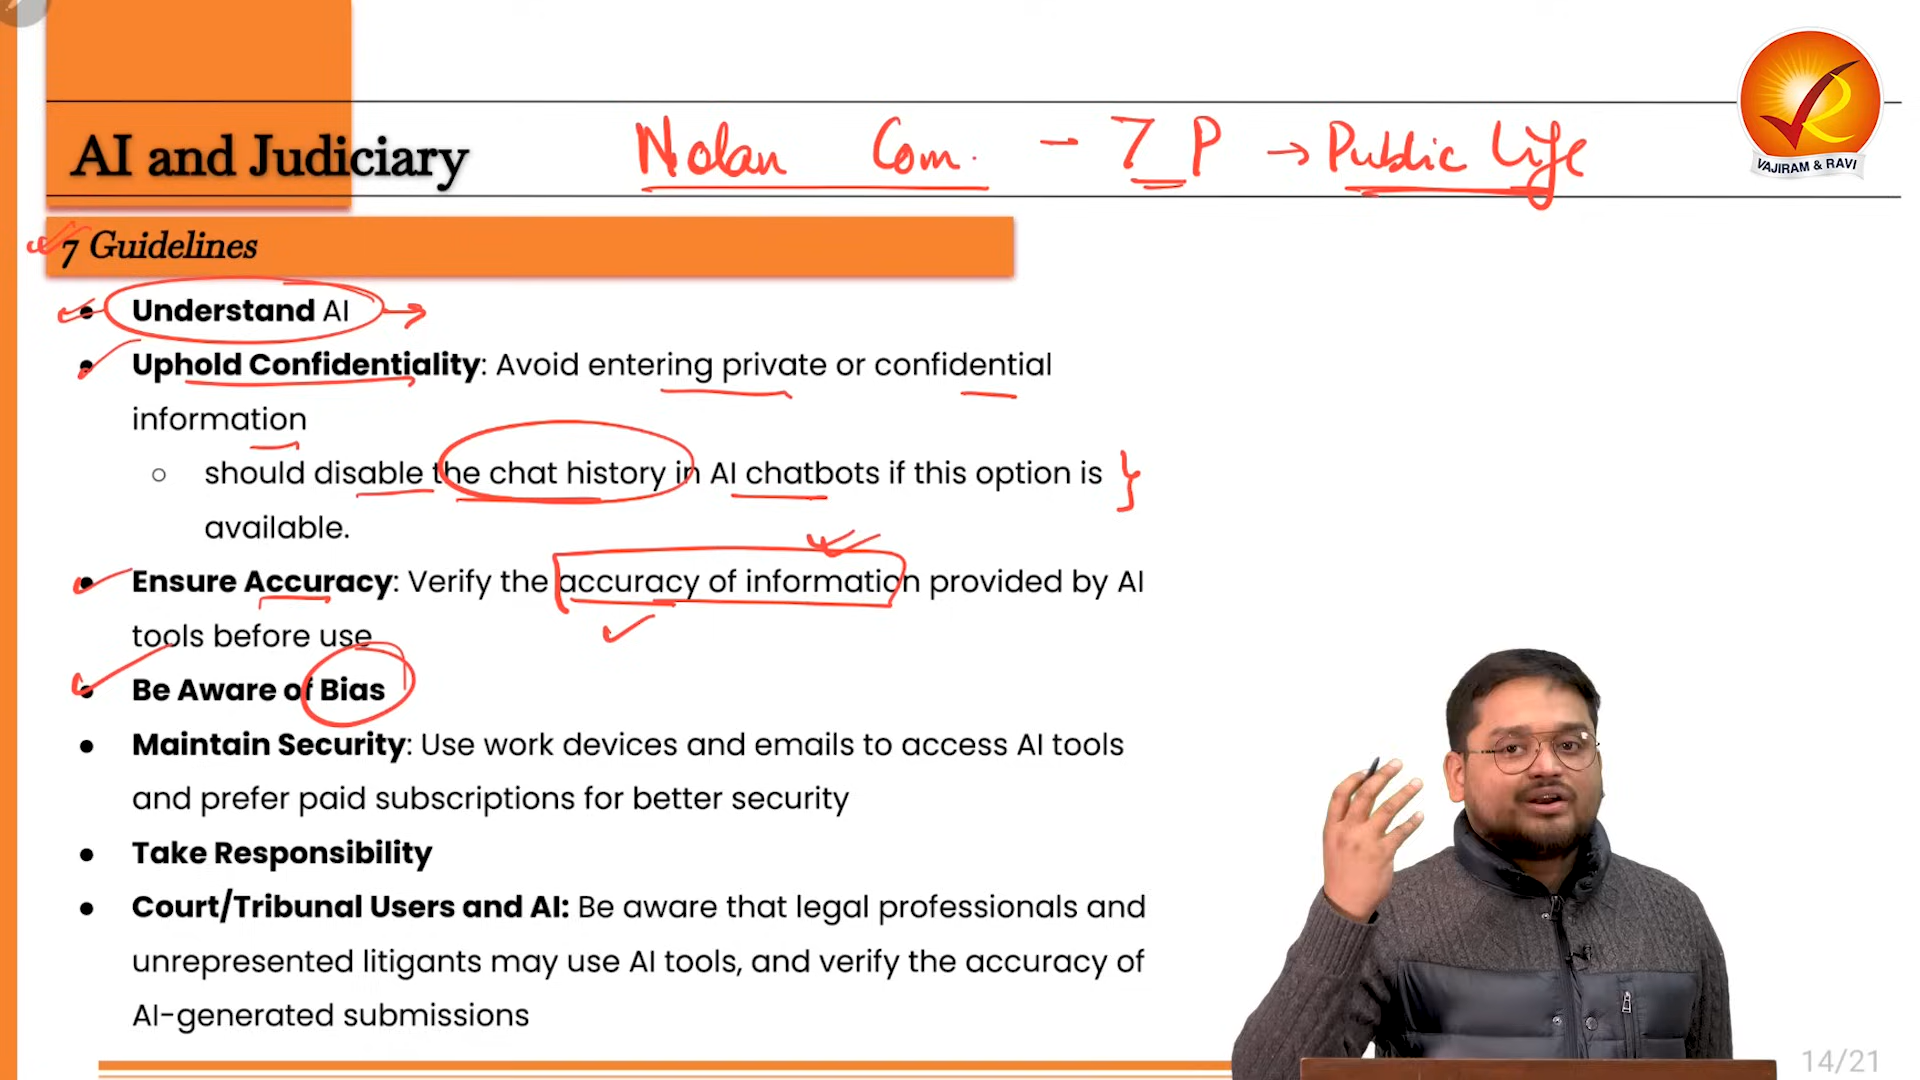 AI and Judiciary
Nolan Com. - 7 P → Public Life
VAJIRAM & RAVI
7 Guidelines
● Understand AI
● Uphold Confidentiality: Avoid entering private or confidential
information
○ should disable the chat history in AI chatbots if this option is
available.
● Ensure Accuracy: Verify the accuracy of information provided by AI
tools before use
● Be Aware of Bias
● Maintain Security: Use work devices and emails to access AI tools
and prefer paid subscriptions for better security
● Take Responsibility
● Court/Tribunal Users and AI: Be aware that legal professionals and
unrepresented litigants may use AI tools, and verify the accuracy of
AI-generated submissions
14/21